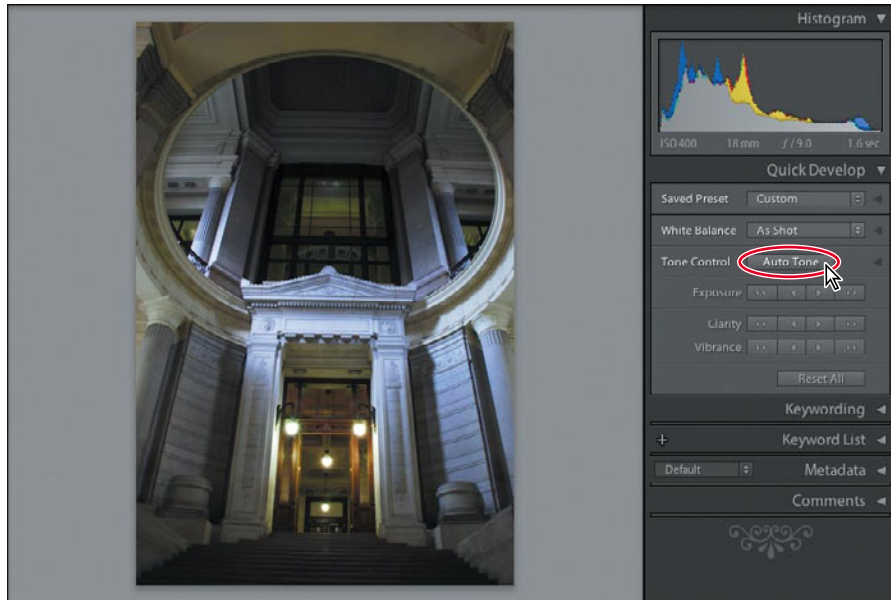 Histogram
ISO 400 18 mm f / 9.0 1.6 sec
Quick Develop
Saved Preset Custom
White Balance As Shot
Tone Control Auto Tone
Exposure
Clarity
Vibrance
Reset All
Keywording
Keyword List
Default Metadata
Comments